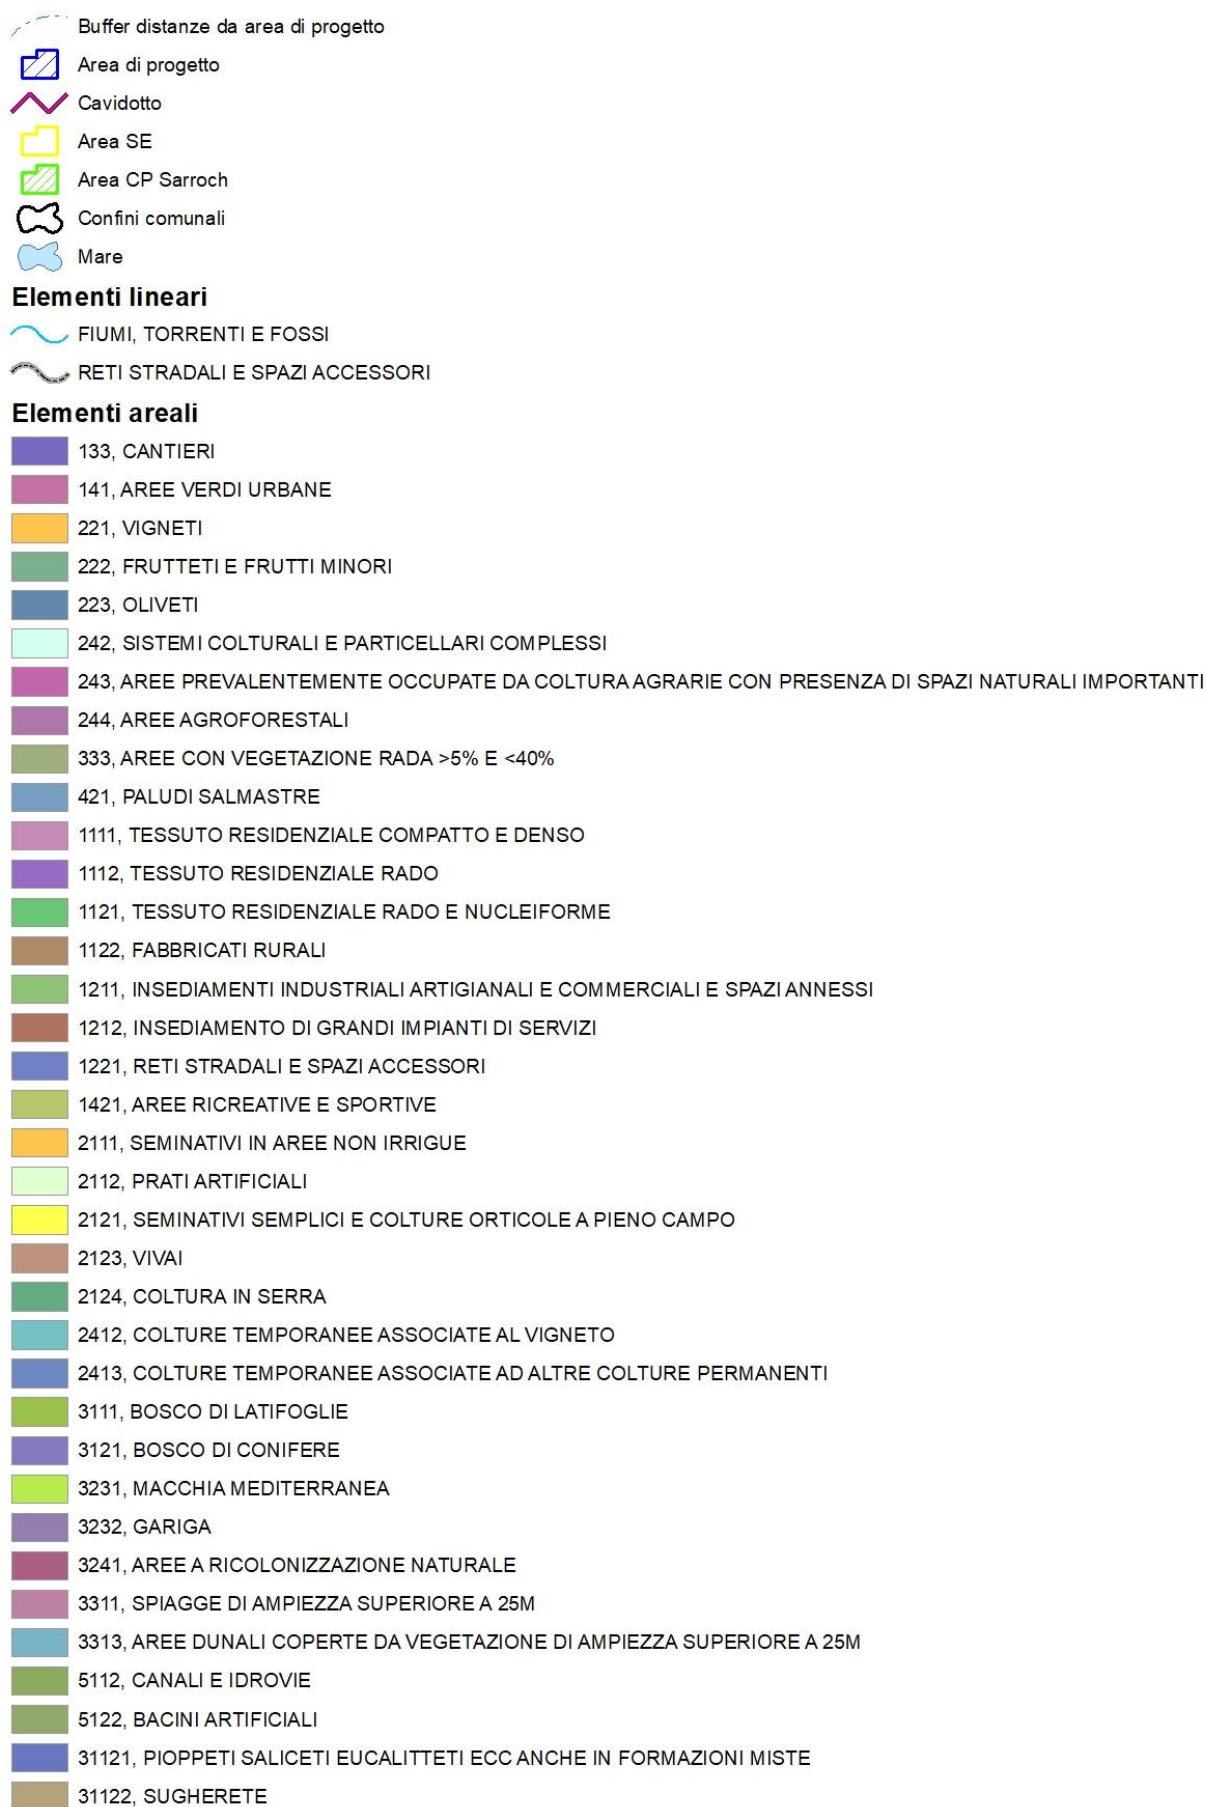 Buffer distanze da area di progetto
Area di progetto
Cavidotto
Area SE
Area CP Sarroch
Confini comunali
Mare
Elementi lineari
FIUMI, TORRENTI E FOSSI
RETI STRADALI E SPAZI ACCESSORI
Elementi areali
133, CANTIERI
141, AREE VERDI URBANE
221, VIGNETI
222, FRUTTETI E FRUTTI MINORI
223, OLIVETI
242, SISTEMI COLTURALI E PARTICELLARI COMPLESSI
243, AREE PREVALENTEMENTE OCCUPATE DA COLTURA AGRARIE CON PRESENZA DI SPAZI NATURALI IMPORTANTI
244, AREE AGROFORESTALI
333, AREE CON VEGETAZIONE RADA >5% E <40%
421, PALUDI SALMASTRE
1111, TESSUTO RESIDENZIALE COMPATTO E DENSO
1112, TESSUTO RESIDENZIALE RADO
1121, TESSUTO RESIDENZIALE RADO E NUCLEIFORME
1122, FABBRICATI RURALI
1211, INSEDIAMENTI INDUSTRIALI ARTIGIANALI E COMMERCIALI E SPAZI ANNESSI
1212, INSEDIAMENTO DI GRANDI IMPIANTI DI SERVIZI
1221, RETI STRADALI E SPAZI ACCESSORI
1421, AREE RICREATIVE E SPORTIVE
2111, SEMINATIVI IN AREE NON IRRIGUE
2112, PRATI ARTIFICIALI
2121, SEMINATIVI SEMPLICI E COLTURE ORTICOLE A PIENO CAMPO
2123, VIVAI
2124, COLTURA IN SERRA
2412, COLTURE TEMPORANEE ASSOCIATE AL VIGNETO
2413, COLTURE TEMPORANEE ASSOCIATE AD ALTRE COLTURE PERMANENTI
3111, BOSCO DI LATIFOGLIE
3121, BOSCO DI CONIFERE
3231, MACCHIA MEDITERRANEA
3232, GARIGA
3241, AREE A RICOLONIZZAZIONE NATURALE
3311, SPIAGGE DI AMPIEZZA SUPERIORE A 25M
3313, AREE DUNALI COPERTE DA VEGETAZIONE DI AMPIEZZA SUPERIORE A 25M
5112, CANALI E IDROVIE
5122, BACINI ARTIFICIALI
31121, PIOPPETI SALICETI EUCALITTETI ECC ANCHE IN FORMAZIONI MISTE
31122, SUGHERETE